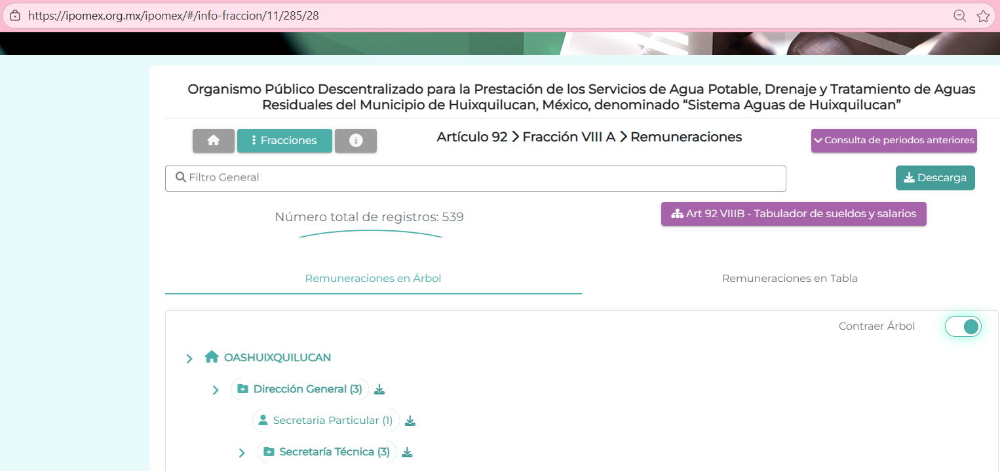 https://ipomex.org.mx/ipomex/#/info-fraccion/11/285/28
Organismo Público Descentralizado para la Prestación de los Servicios de Agua Potable, Drenaje y Tratamiento de Aguas
Residuales del Municipio de Huixquilucan, México, denominado “Sistema Aguas de Huixquilucan”
Fracciones
Artículo 92 > Fracción VIII A > Remuneraciones
Consulta de periodos anteriores
Filtro General
Descarga
Número total de registros: 539
Art 92 VIIIB - Tabulador de sueldos y salarios
Remuneraciones en Árbol
Remuneraciones en Tabla
Contraer Árbol
OASHUIXQUILUCAN
Dirección General (3)
Secretaria Particular (1)
Secretaría Técnica (3)